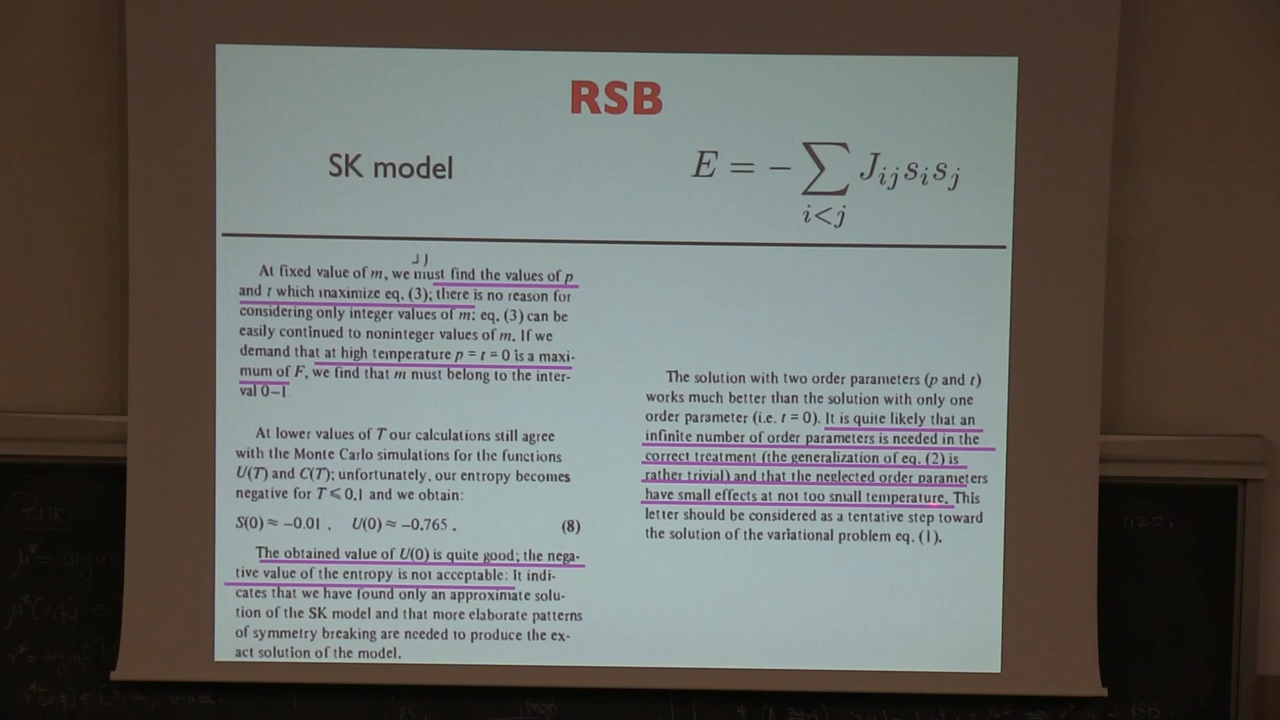 RSB
SK model
E = − ∑ J_{ij} s_i s_j
i<j
At fixed value of m, we must find the values of p
and t which maximize eq. (3); there is no reason for
considering only integer values of m: eq. (3) can be
easily continued to noninteger values of m. If we
demand that at high temperature p = t = 0 is a maxi-
mum of F, we find that m must belong to the inter-
val 0–1
At lower values of T our calculations still agree
with the Monte Carlo simulations for the functions
U(T) and C(T); unfortunately, our entropy becomes
negative for T ≤ 0.1 and we obtain:
S(0) ≈ −0.01 , U(0) ≈ −0.765 . (8)
The obtained value of U(0) is quite good; the nega-
tive value of the entropy is not acceptable: It indi-
cates that we have found only an approximate solu-
tion of the SK model and that more elaborate patterns
of symmetry breaking are needed to produce the ex-
act solution of the model.
The solution with two order parameters (p and t)
works much better than the solution with only one
order parameter (i.e. t = 0). It is quite likely that an
infinite number of order parameters is needed in the
correct treatment (the generalization of eq. (2) is
rather trivial) and that the neglected order parameters
have small effects at not too small temperature. This
letter should be considered as a tentative step toward
the solution of the variational problem eq. (1).